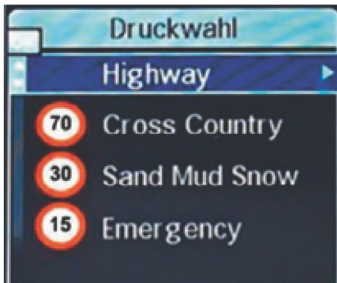 Druckwahl
Highway
70 Cross Country
30 Sand Mud Snow
15 Emergency